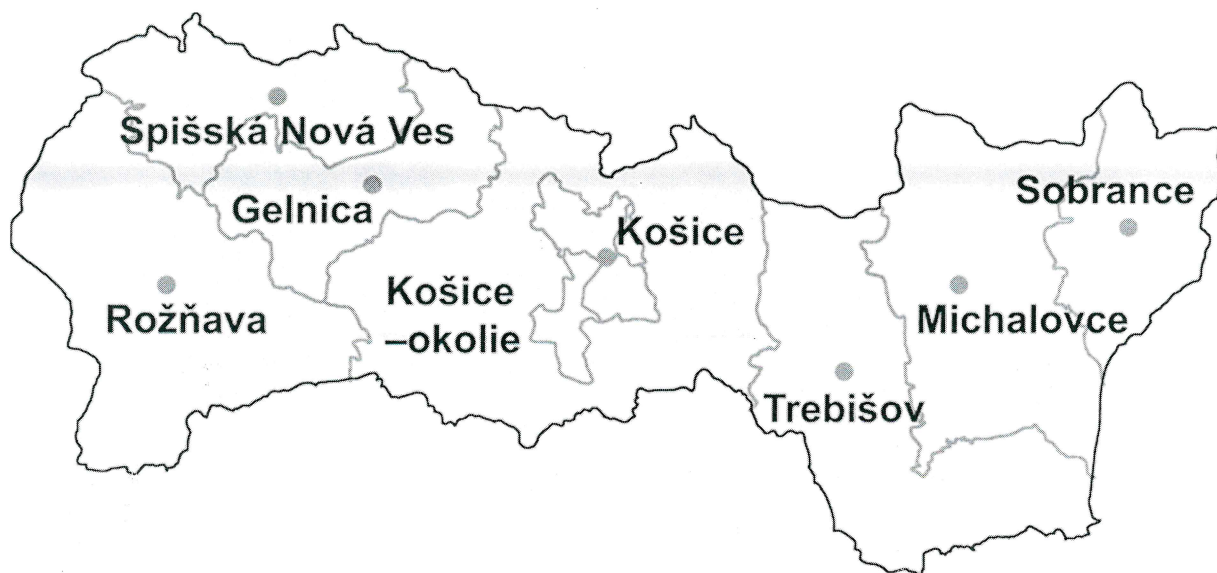 Spišská Nová Ves
Gelnica
Rožňava
Košice
–okolie
Košice
Trebišov
Michalovce
Sobrance